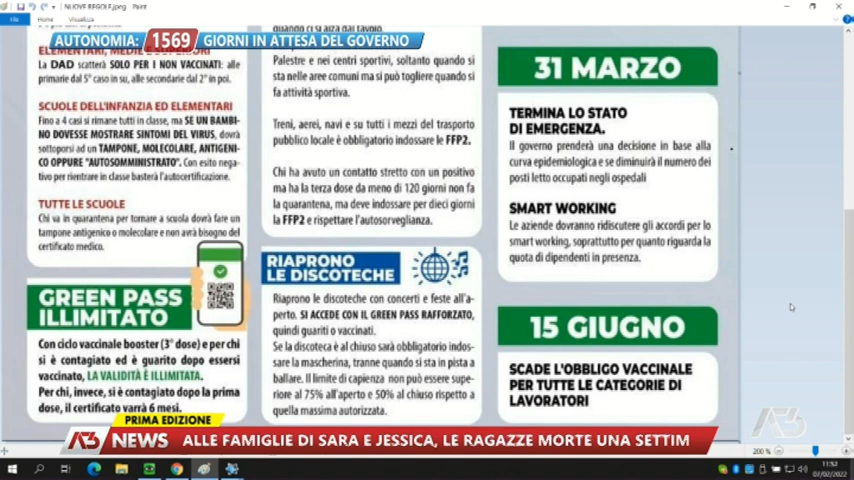 NUOVE REGOLE.jpeg - Paint
File
Home
Visualizza
AUTONOMIA: 1569 GIORNI IN ATTESA DEL GOVERNO
La DAD scatterà SOLO PER I NON VACCINATI: alle
primarie dal 5° caso in su, alle secondarie dal 2° in poi.
SCUOLE DELL'INFANZIA ED ELEMENTARI
Fino a 4 casi si rimane tutti in classe, ma SE UN BAMBI-
NO DOVESSE MOSTRARE SINTOMI DEL VIRUS, dovrà
sottoporsi ad un TAMPONE, MOLECOLARE, ANTIGENI-
CO OPPURE "AUTOSOMMINISTRATO". Con esito nega-
tivo per rientrare in classe basterà l'autocertificazione.
TUTTE LE SCUOLE
Chi va in quarantena per tornare a scuola dovrà fare un
tampone antigenico o molecolare e non avrà bisogno del
certificato medico.
GREEN PASS
ILLIMITATO
Con ciclo vaccinale booster (3° dose) e per chi
si è contagiato ed è guarito dopo essersi
vaccinato, LA VALIDITÀ È ILLIMITATA.
Per chi, invece, si è contagiato dopo la prima
dose, il certificato varrà 6 mesi.
quando ci si alza dal tavolo.
Palestre e nei centri sportivi, soltanto quando si
sta nelle aree comuni ma si può togliere quando si
fa attività sportiva.
Treni, aerei, navi e su tutti i mezzi del trasporto
pubblico locale è obbligatorio indossare le FFP2.
Chi ha avuto un contatto stretto con un positivo
ma ha la terza dose da meno di 120 giorni non fa
la quarantena, ma deve indossare per dieci giorni
la FFP2 e rispettare l'autosorveglianza.
RIAPRONO
LE DISCOTECHE
Riaprono le discoteche con concerti e feste all'a-
perto. SI ACCEDE CON IL GREEN PASS RAFFORZATO,
quindi guariti o vaccinati.
Se la discoteca è al chiuso sarà obbligatorio indos-
sare la mascherina, tranne quando si sta in pista a
ballare. Il limite di capienza non può essere supe-
riore al 75% all'aperto e 50% al chiuso rispetto a
quella massima autorizzata.
31 MARZO
TERMINA LO STATO
DI EMERGENZA.
Il governo prenderà una decisione in base alla
curva epidemiologica e se diminuirà il numero dei
posti letto occupati negli ospedali
SMART WORKING
Le aziende dovranno ridiscutere gli accordi per lo
smart working, soprattutto per quanto riguarda la
quota di dipendenti in presenza.
15 GIUGNO
SCADE L'OBBLIGO VACCINALE
PER TUTTE LE CATEGORIE DI
LAVORATORI
PRIMA EDIZIONE
A3 NEWS ALLE FAMIGLIE DI SARA E JESSICA, LE RAGAZZE MORTE UNA SETTIM
A3
200 %
11:52
07/02/2022